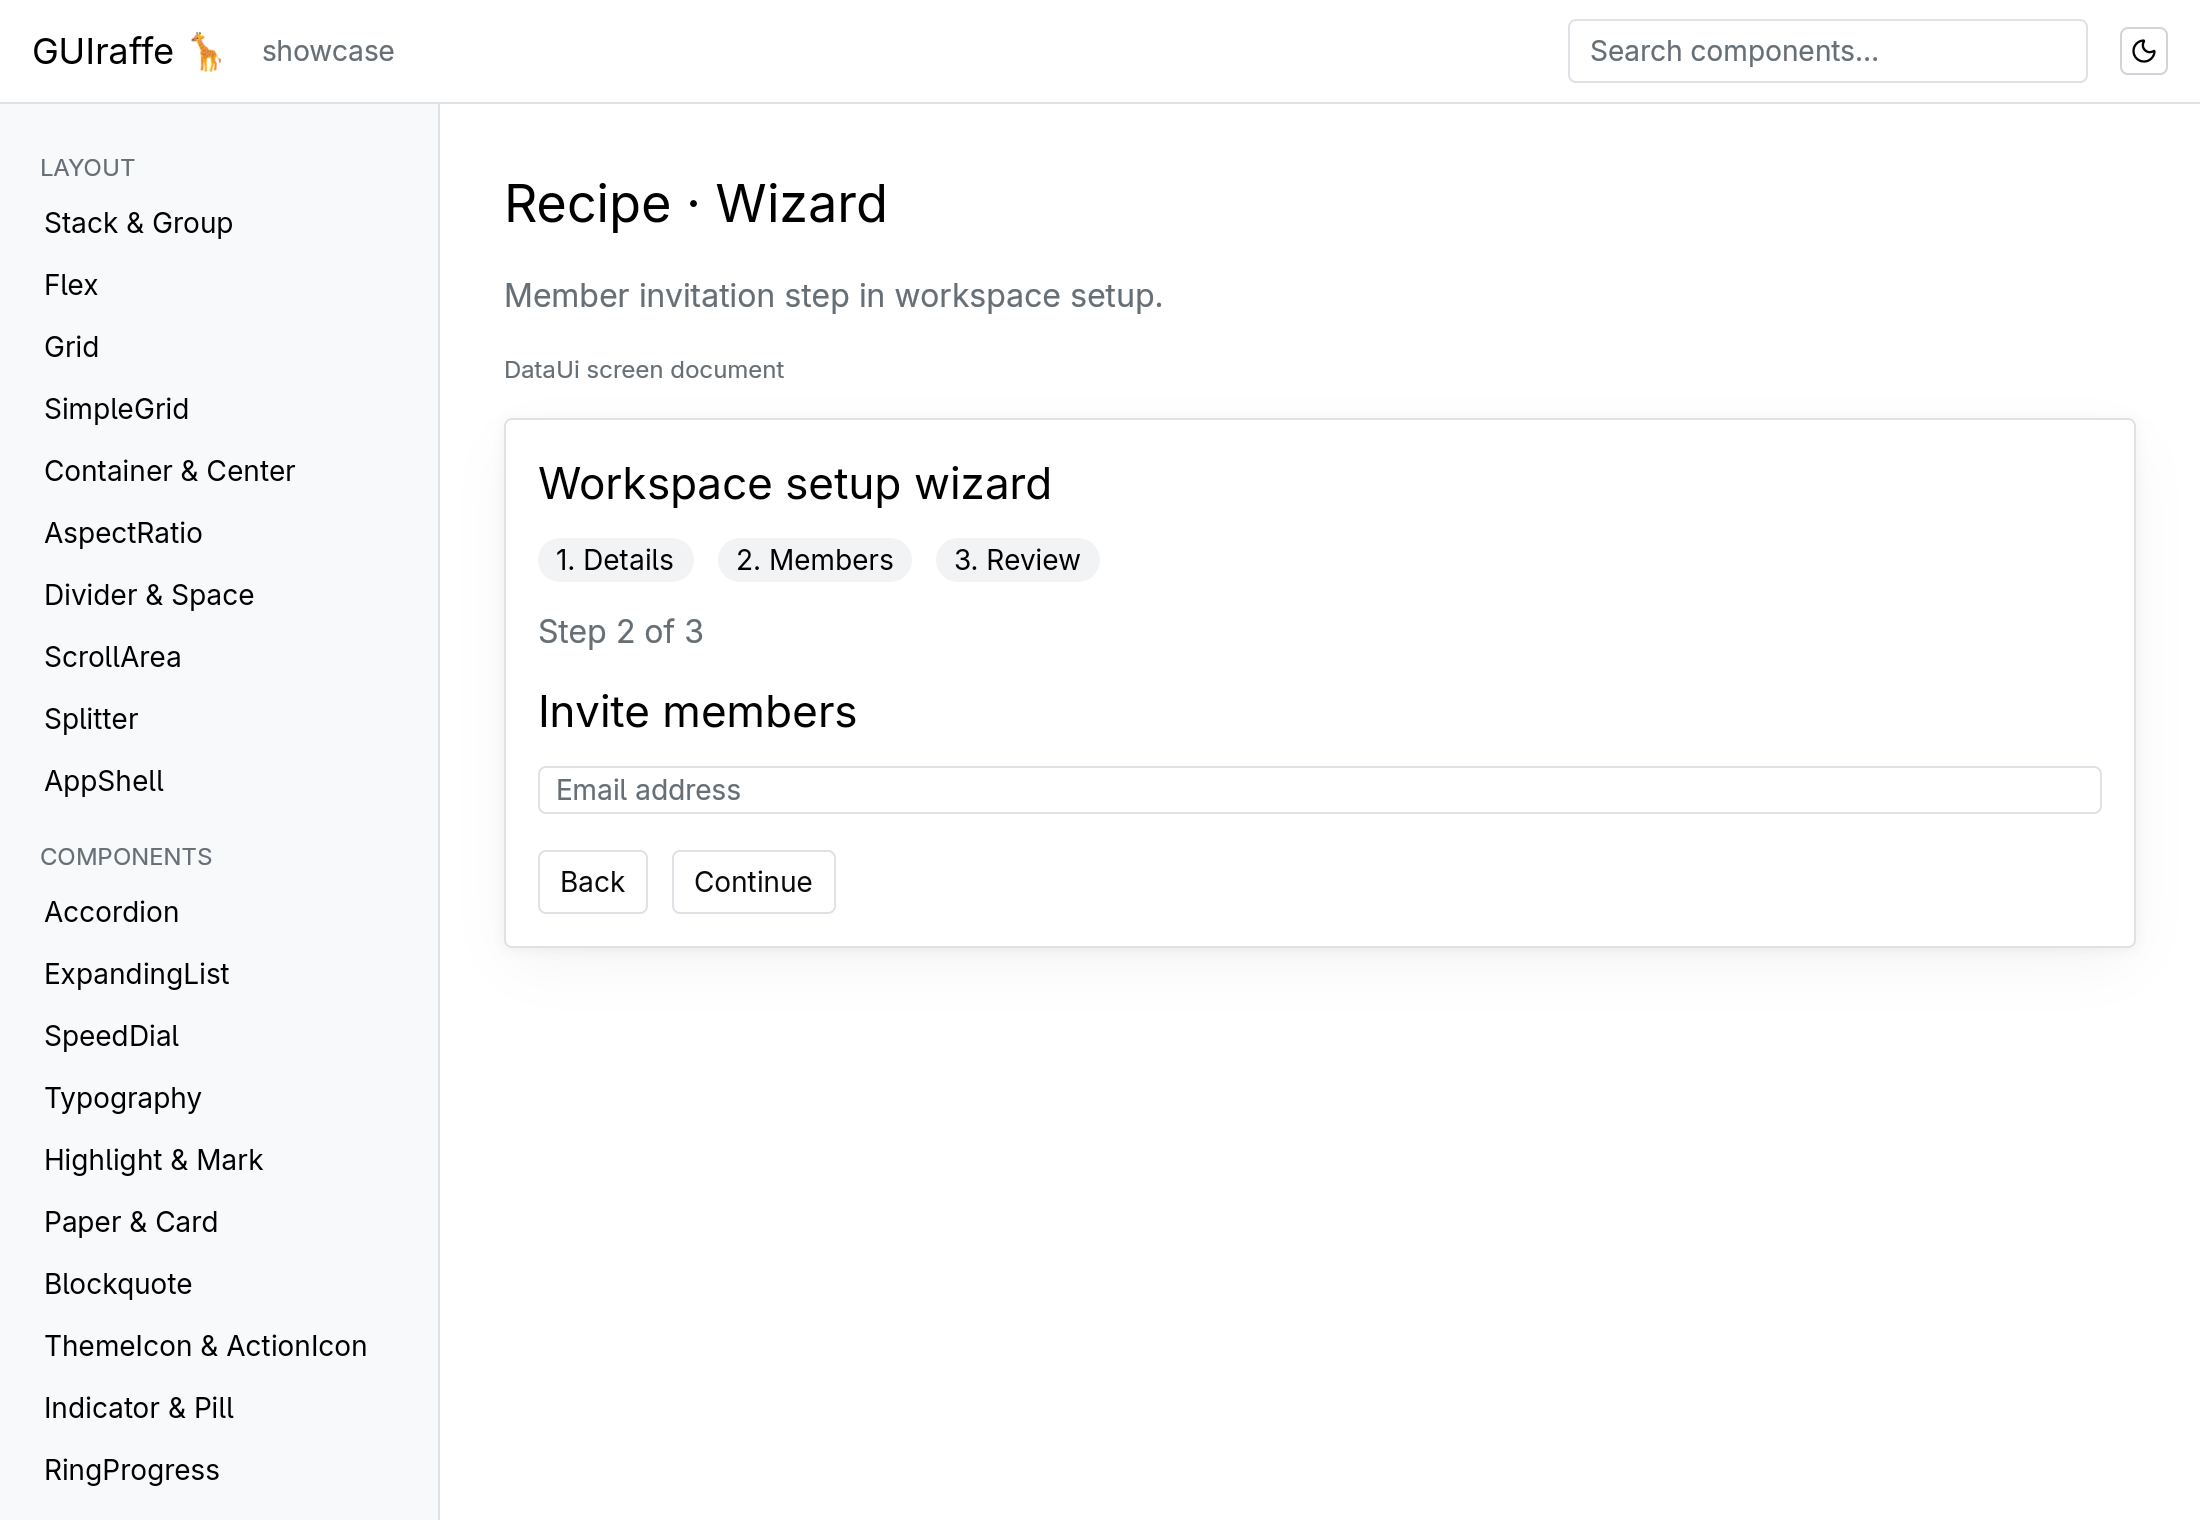 GUIraffe 🦒 showcase Search components...
LAYOUT
Stack & Group
Flex
Grid
SimpleGrid
Container & Center
AspectRatio
Divider & Space
ScrollArea
Splitter
AppShell
COMPONENTS
Accordion
ExpandingList
SpeedDial
Typography
Highlight & Mark
Paper & Card
Blockquote
ThemeIcon & ActionIcon
Indicator & Pill
RingProgress
Recipe · Wizard
Member invitation step in workspace setup.
DataUi screen document
Workspace setup wizard
1. Details 2. Members 3. Review
Step 2 of 3
Invite members
Email address
Back Continue